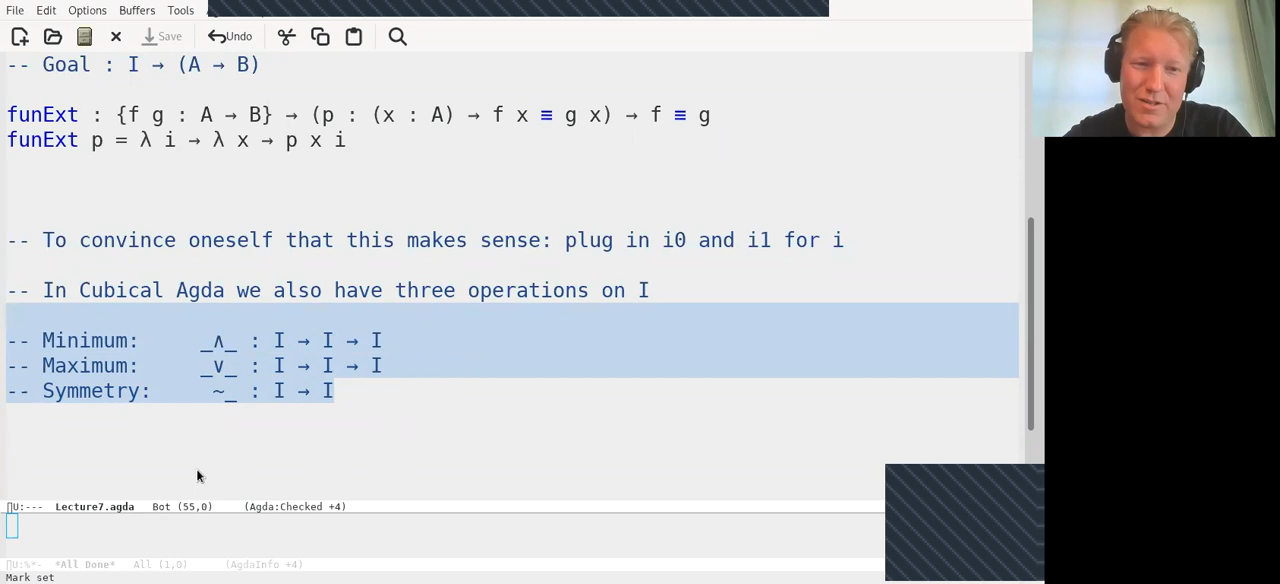 File Edit Options Buffers Tools
Save Undo
-- Goal : I → (A → B)
funExt : {f g : A → B} → (p : (x : A) → f x ≡ g x) → f ≡ g
funExt p = λ i → λ x → p x i
-- To convince oneself that this makes sense: plug in i0 and i1 for i
-- In Cubical Agda we also have three operations on I
-- Minimum: _∧_ : I → I → I
-- Maximum: _∨_ : I → I → I
-- Symmetry: ~_ : I → I
U:--- Lecture7.agda Bot (55,0) (Agda:Checked +4)
U:%*- *All Done* All (1,0) (AgdaInfo +4)
Mark set